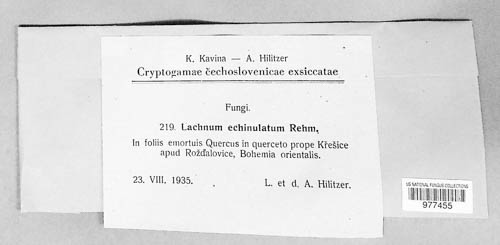 K. Kavina — A. Hilitzer
Cryptogamae čechoslovenicae exsiccatae
Fungi.
219. Lachnum echinulatum Rehm,
In foliis emortuis Quercus in querceto prope Křešice
apud Rožďalovice, Bohemia orientalis.
23. VIII. 1935. L. et d. A. Hilitzer.
US NATIONAL FUNGUS COLLECTIONS
977455